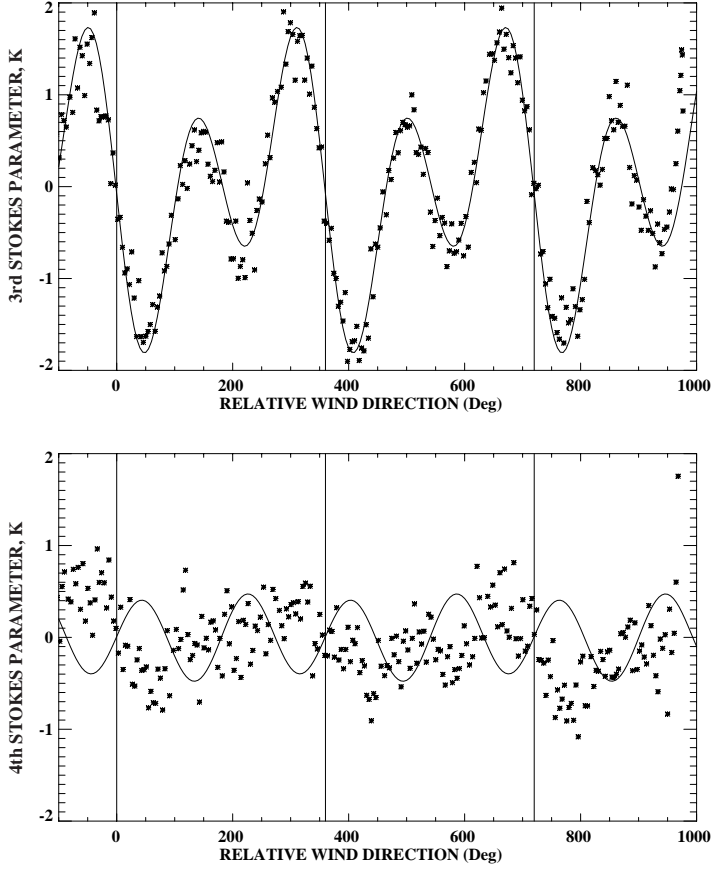 2
1
0
-1
-2
3rd STOKES PARAMETER, K
0 200 400 600 800 1000
RELATIVE WIND DIRECTION (Deg)
2
1
0
-1
-2
4th STOKES PARAMETER, K
0 200 400 600 800 1000
RELATIVE WIND DIRECTION (Deg)